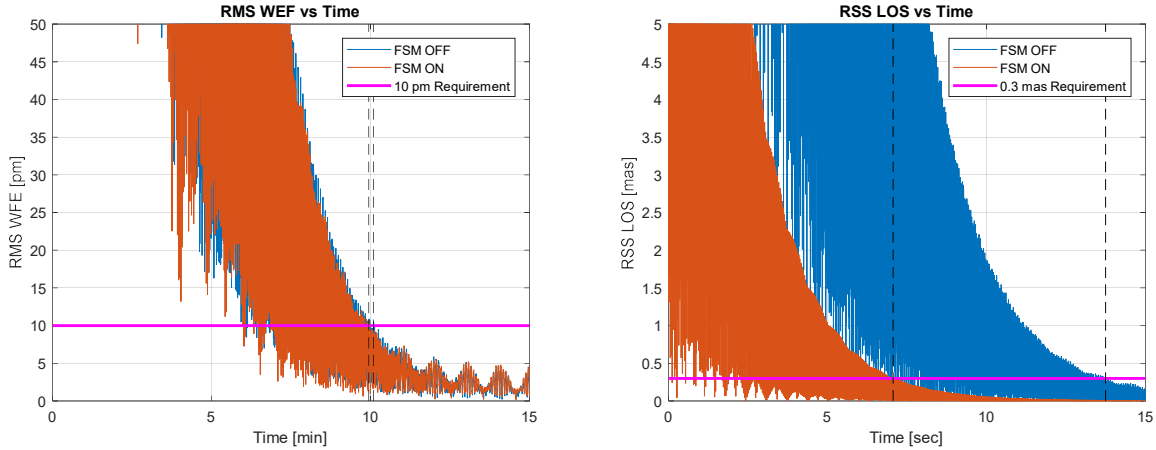 RMS WEF vs Time
50
45
40
35
30
25
20
15
10
5
0
RMS WFE [pm]
FSM OFF
FSM ON
10 pm Requirement
0
5
10
15
Time [min]
RSS LOS vs Time
5
4.5
4
3.5
3
2.5
2
1.5
1
0.5
0
RSS LOS [mas]
FSM OFF
FSM ON
0.3 mas Requirement
0
5
10
15
Time [sec]